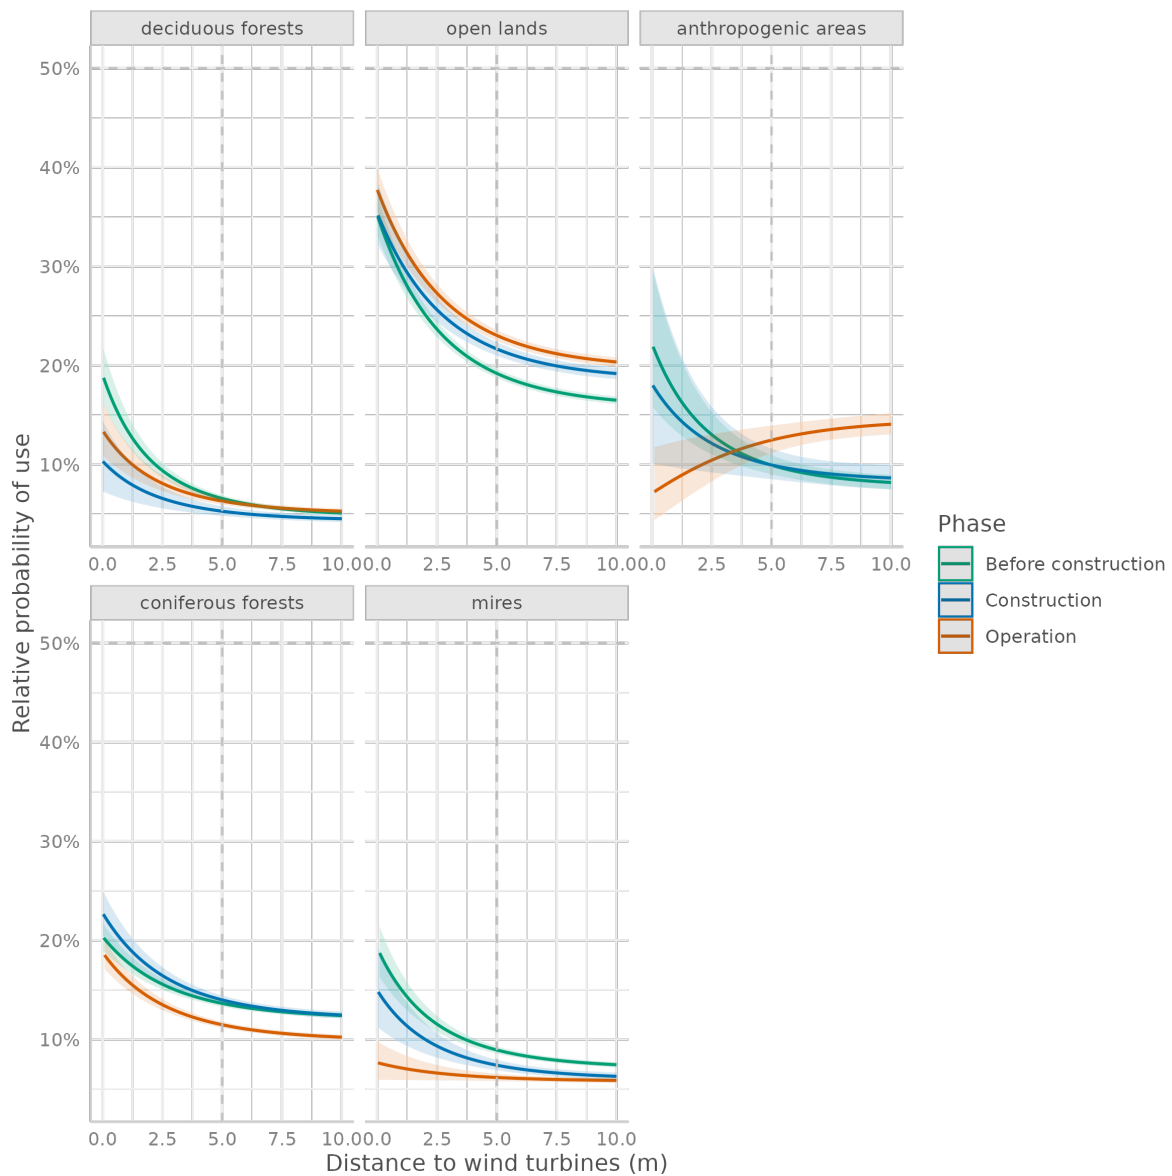 deciduous forests open lands anthropogenic areas
50%
40%
30%
20%
10%
0.0 2.5 5.0 7.5 10.0 0.0 2.5 5.0 7.5 10.0 0.0 2.5 5.0 7.5 10.0
Relative probability of use
coniferous forests mires
50%
40%
30%
20%
10%
0.0 2.5 5.0 7.5 10.0 0.0 2.5 5.0 7.5 10.0
Distance to wind turbines (m)
Phase
Before construction
Construction
Operation